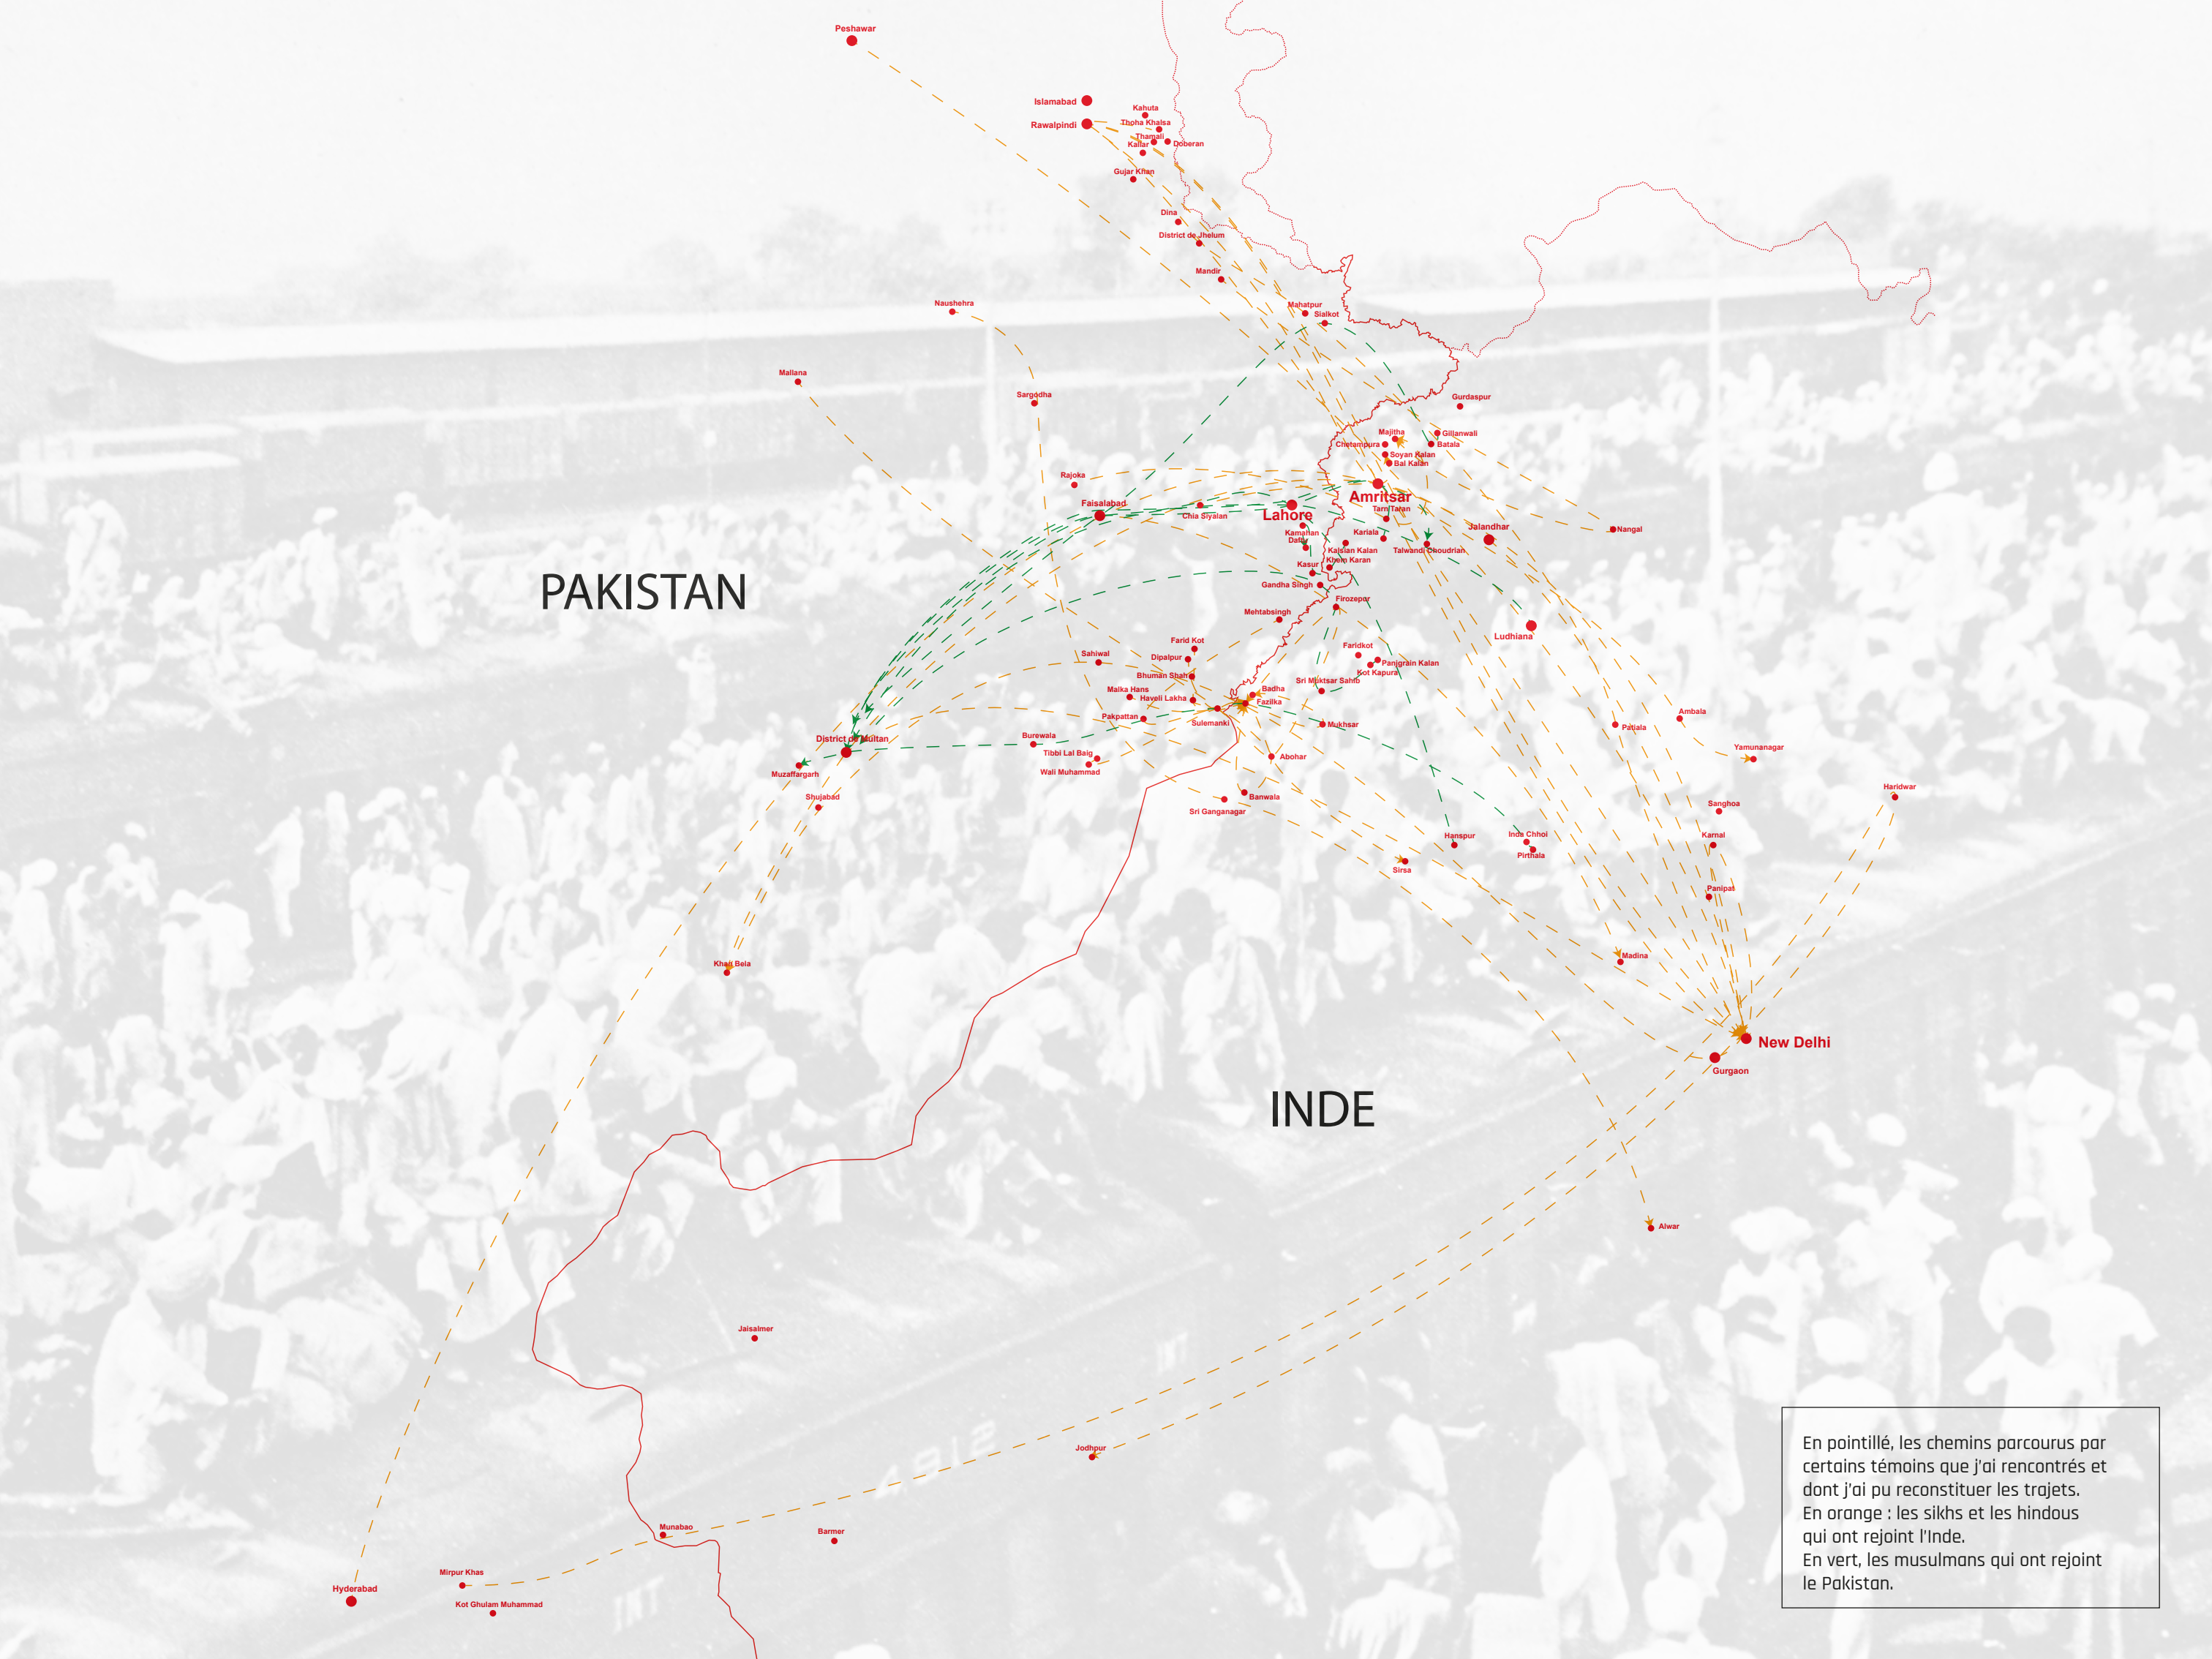 Peshawar
Islamabad
Rawalpindi
Kahuta
Thoha Khalsa
Thamali
Doberan
Kallar
Gujar Khan
Dina
District de Jhelum
Mandir
Naushehra
Mahatpur
Sialkot
Mallana
Sargodha
Gurdaspur
Majitha
Gillanwali
Chetampura
Batala
Soyan Kalan
Bal Kalan
Rajoka
Faisalabad
Amritsar
Chia Siyalan
Lahore
Tarn Taran
Jalandhar
Nangal
Kamahan
Kariala
Kalsian Kalan
Talwandi Choudrian
Khem Karan
Kasur
Gandha Singh
PAKISTAN
Firozepor
Mehtabsingh
Ludhiana
Farid Kot
Faridkot
Sahiwal
Dipalpur
Panjgrain Kalan
Kot Kapura
Bhuman Shah
Sri Muktsar Sahib
Malka Hans
Haveli Lakha
Badha
Fazilka
Pakpattan
Sulemanki
Mukhsar
Ambala
Patiala
District de Multan
Burewala
Yamunanagar
Tibbi Lal Baig
Abohar
Wali Muhammad
Muzaffargarh
Haridwar
Shujabad
Banwala
Sri Ganganagar
Sanghoa
Hanspur
Inda Chhoi
Karnal
Pirthala
Sirsa
Panipat
Khan Bela
Madina
New Delhi
Gurgaon
INDE
Alwar
Jaisalmer
Jodhpur
4812
Munabao
Barmer
Mirpur Khas
Hyderabad
Kot Ghulam Muhammad
En pointillé, les chemins parcourus par
certains témoins que j'ai rencontrés et
dont j'ai pu reconstituer les trajets.
En orange : les sikhs et les hindous
qui ont rejoint l'Inde.
En vert, les musulmans qui ont rejoint
le Pakistan.